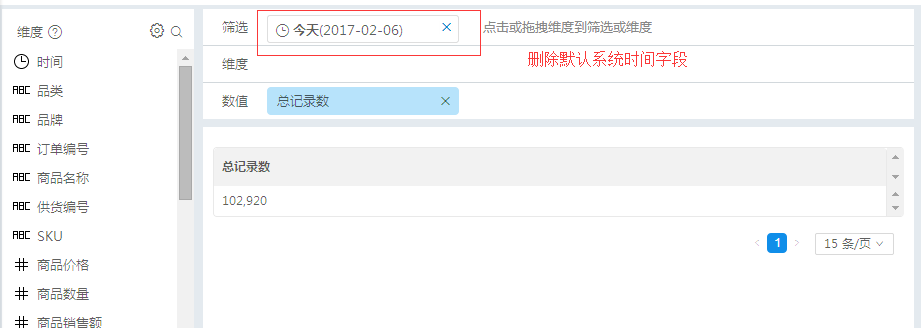 维度
时间
ABC 品类
ABC 品牌
ABC 订单编号
ABC 商品名称
ABC 供货编号
ABC SKU
# 商品价格
# 商品数量
# 商品销售额
筛选 今天(2017-02-06) 点击或拖拽维度到筛选或维度
删除默认系统时间字段
维度
数值 总记录数
总记录数
102,920
1 15 条/页